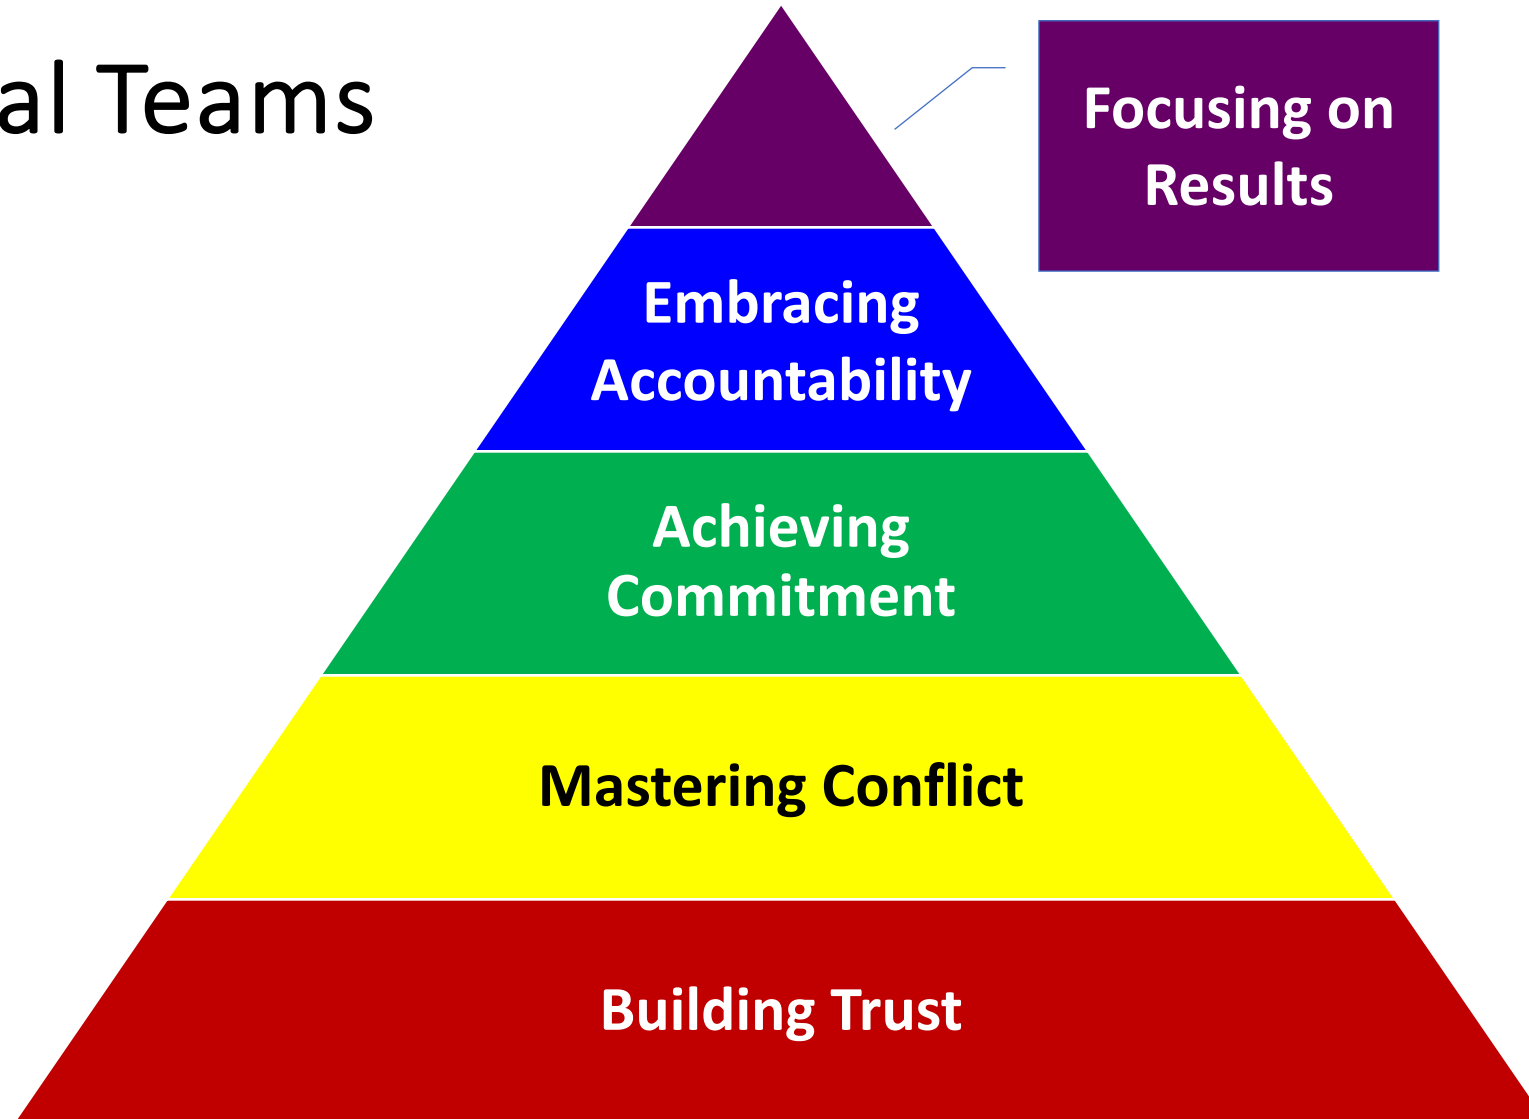 al Teams
Focusing on
Results
Embracing
Accountability
Achieving
Commitment
Mastering Conflict
Building Trust